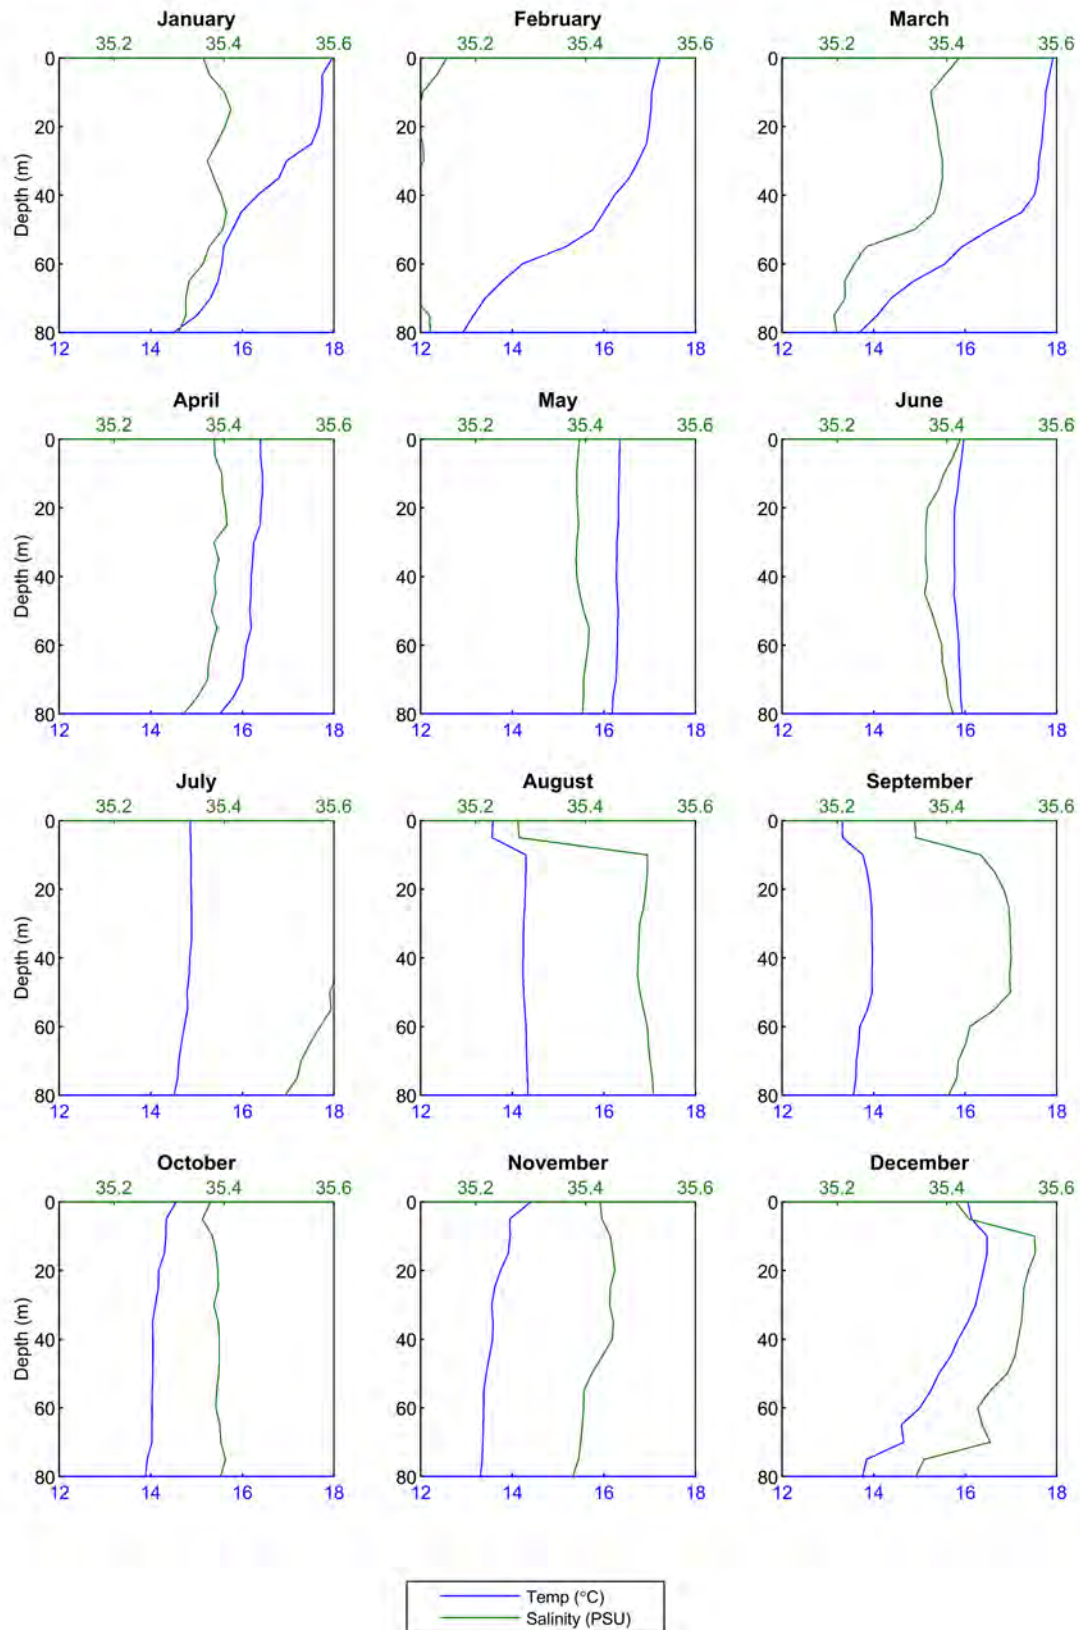 January February March
35.2 35.4 35.6 35.2 35.4 35.6 35.2 35.4 35.6
0 0 0
20 20 20
Depth (m)
40 40 40
60 60 60
80 80 80
12 14 16 18 12 14 16 18 12 14 16 18
April May June
35.2 35.4 35.6 35.2 35.4 35.6 35.2 35.4 35.6
0 0 0
20 20 20
Depth (m)
40 40 40
60 60 60
80 80 80
12 14 16 18 12 14 16 18 12 14 16 18
July August September
35.2 35.4 35.6 35.2 35.4 35.6 35.2 35.4 35.6
0 0 0
20 20 20
Depth (m)
40 40 40
60 60 60
80 80 80
12 14 16 18 12 14 16 18 12 14 16 18
October November December
35.2 35.4 35.6 35.2 35.4 35.6 35.2 35.4 35.6
0 0 0
20 20 20
Depth (m)
40 40 40
60 60 60
80 80 80
12 14 16 18 12 14 16 18 12 14 16 18
Temp (°C)
Salinity (PSU)